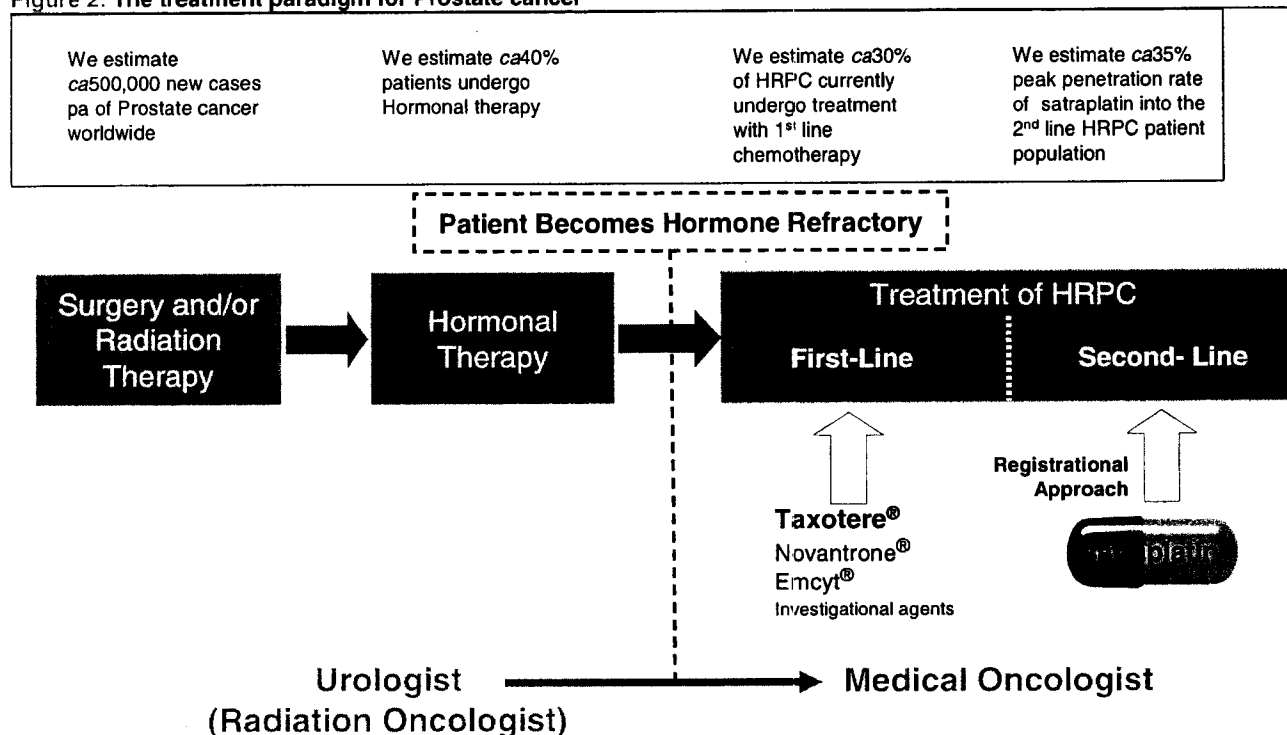 Figure 2: The treatment paradigm for Prostate cancer
We estimate
ca500,000 new cases
pa of Prostate cancer
worldwide
We estimate ca40%
patients undergo
Hormonal therapy
We estimate ca30%
of HRPC currently
undergo treatment
with 1st line
chemotherapy
We estimate ca35%
peak penetration rate
of satraplatin into the
2nd line HRPC patient
population
Patient Becomes Hormone Refractory
Surgery and/or
Radiation
Therapy
Hormonal
Therapy
Treatment of HRPC
First-Line
Second- Line
Registrational
Approach
Taxotere®
Novantrone®
Emcyt®
Investigational agents
Urologist
(Radiation Oncologist)
Medical Oncologist